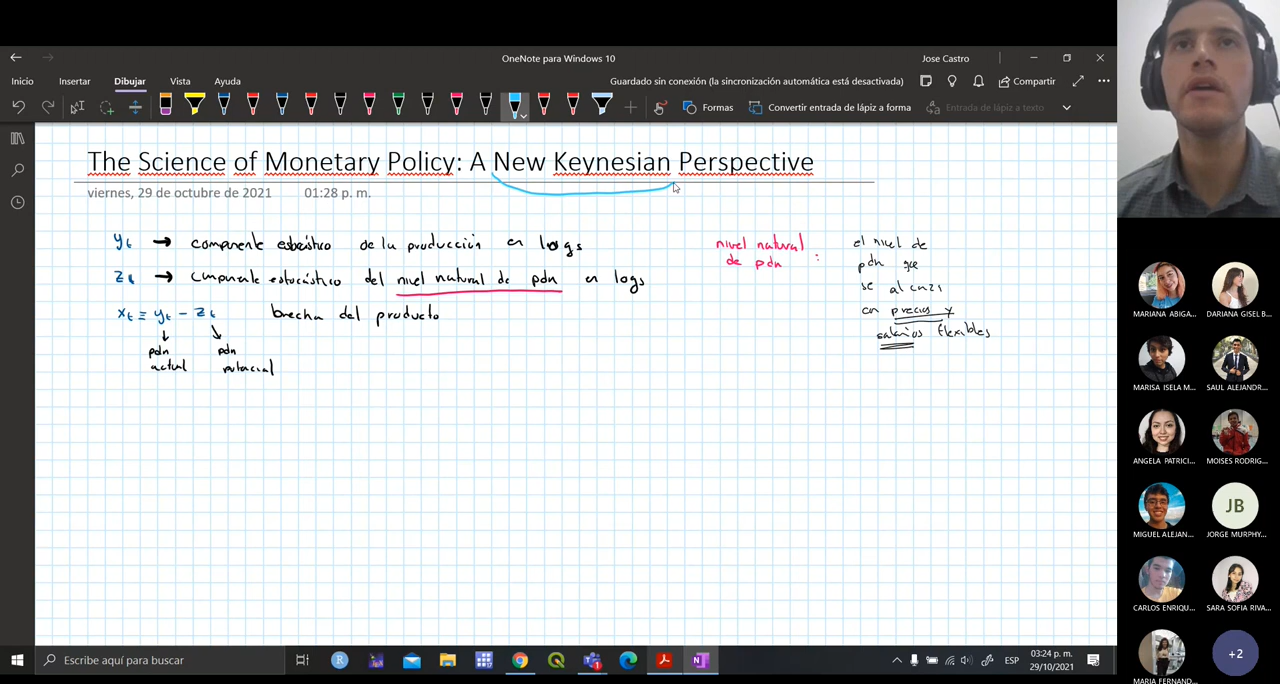 OneNote para Windows 10
Jose Castro
Inicio
Insertar
Dibujar
Vista
Ayuda
Guardado sin conexión (la sincronización automática está desactivada)
Compartir
Formas
Convertir entrada de lápiz a forma
Entrada de lápiz a texto
The Science of Monetary Policy: A New Keynesian Perspective
viernes, 29 de octubre de 2021 01:28 p. m.
yt → componente estocástico de la producción en logs
zt → componente estocástico del nivel natural de pdn en logs
xt ≡ yt - zt brecha del producto
pdn actual
pdn potencial
nivel natural
de pdn :
el nivel de
pdn que
se alcnza
con precios y
salarios flexibles
MARIANA ABIGA...
DARIANA GISEL B...
MARISA ISELA M...
SAUL ALEJANDR...
ANGELA PATRICI...
MOISES RODRIG...
MIGUEL ALEJAN...
JB
JORGE MURPHY...
CARLOS ENRIQU...
SARA SOFIA RIVA...
MARIA FERNAND...
+2
Escribe aquí para buscar
ESP
03:24 p. m.
29/10/2021